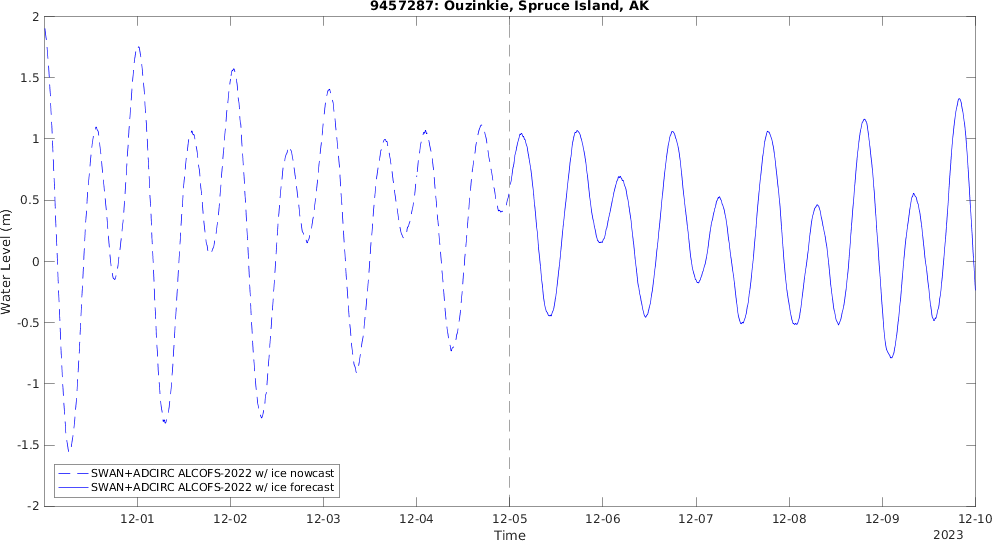 9457287: Ouzinkie, Spruce Island, AK
2
1.5
1
0.5
0
-0.5
-1
-1.5
-2
Water Level (m)
SWAN+ADCIRC ALCOFS-2022 w/ ice nowcast
SWAN+ADCIRC ALCOFS-2022 w/ ice forecast
12-01 12-02 12-03 12-04 12-05 12-06 12-07 12-08 12-09 12-10
Time
2023